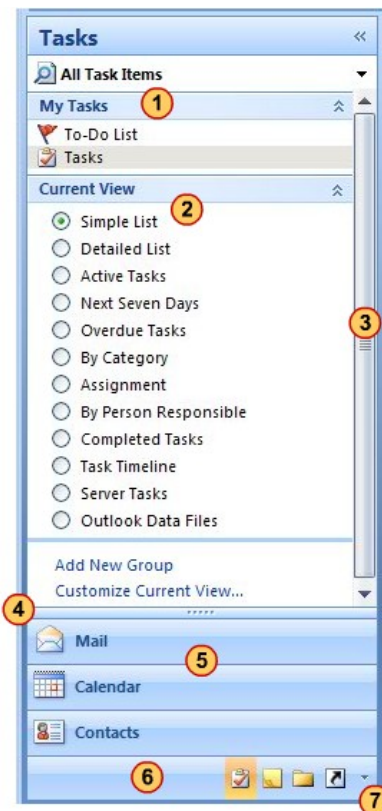 Tasks
All Task Items
My Tasks 1
To-Do List
Tasks
Current View
2
Simple List
Detailed List
Active Tasks
Next Seven Days
3
Overdue Tasks
By Category
Assignment
By Person Responsible
Completed Tasks
Task Timeline
Server Tasks
Outlook Data Files
Add New Group
Customize Current View...
4
Mail
5
Calendar
Contacts
6
7